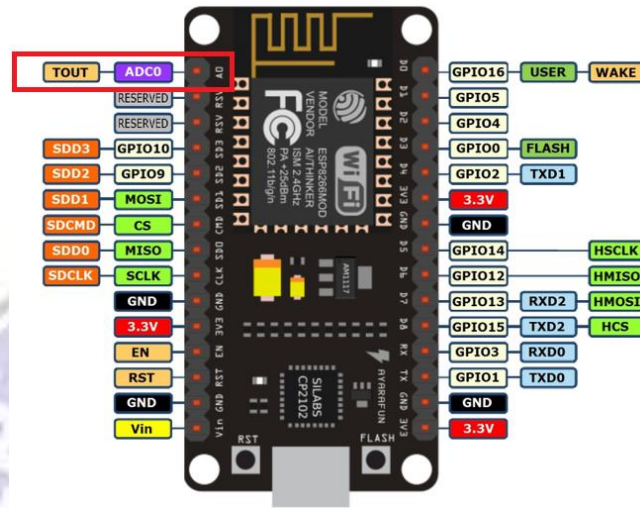 TOUT ADC0
RESERVED
RESERVED
SDD3 GPIO10
SDD2 GPIO9
SDD1 MOSI
SDCMD CS
SDD0 MISO
SDCLK SCLK
GND
3.3V
EN
RST
GND
Vin
A0
RSV
RSV
SD3
SD2
SD1
CMD
SD0
CLK
GND
3V3
EN
RST
GND
Vin
MODEL ESP8266MOD
VENDOR AI/THINKER
ISM 2.4GHz
PA +25dBm
802.11b/g/n
FC
Wi Fi
AM1117
SILABS
CP2102
AYARAFUN
RST
FLASH
D0
D1
D2
D3
D4
3V3
GND
D5
D6
D7
D8
RX
TX
GND
3V3
GPIO16 USER WAKE
GPIO5
GPIO4
GPIO0 FLASH
GPIO2 TXD1
3.3V
GND
GPIO14 HSCLK
GPIO12 HMISO
GPIO13 RXD2 HMOSI
GPIO15 TXD2 HCS
GPIO3 RXD0
GPIO1 TXD0
GND
3.3V